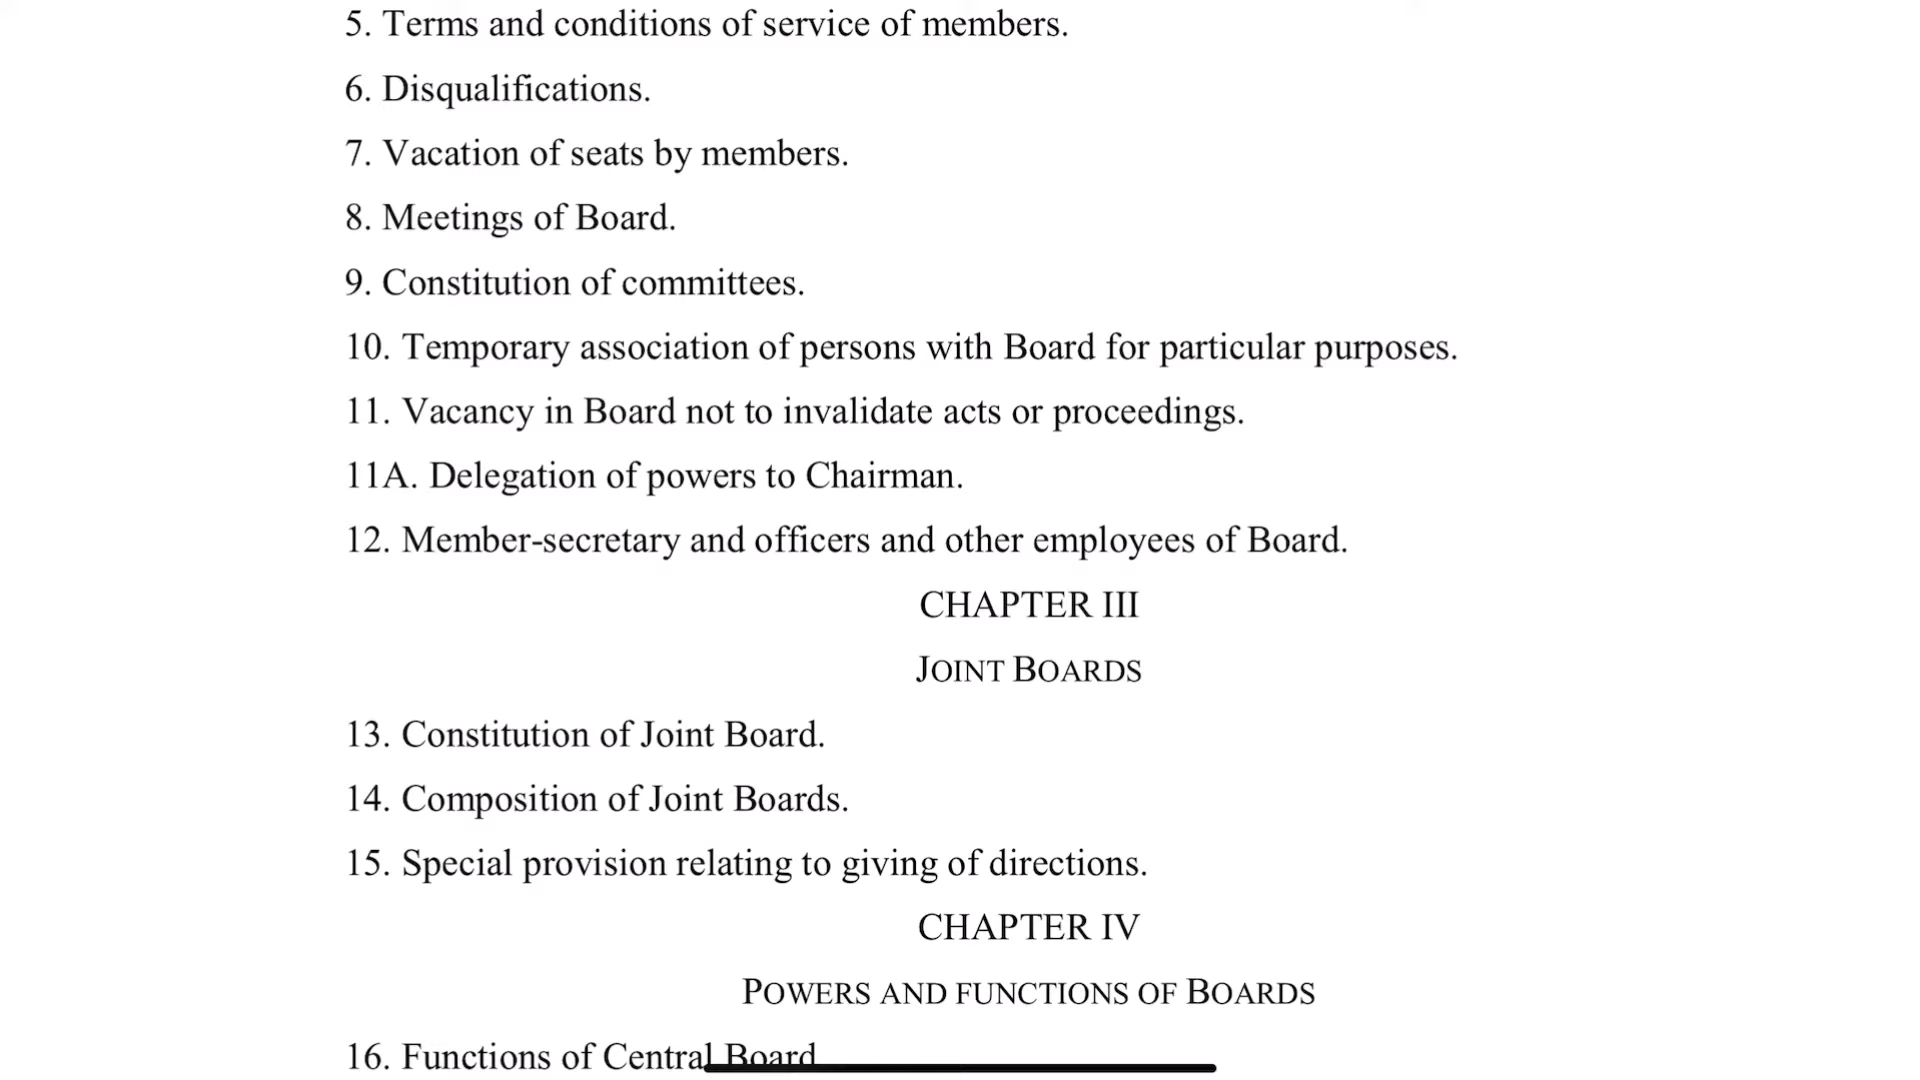 5. Terms and conditions of service of members.
6. Disqualifications.
7. Vacation of seats by members.
8. Meetings of Board.
9. Constitution of committees.
10. Temporary association of persons with Board for particular purposes.
11. Vacancy in Board not to invalidate acts or proceedings.
11A. Delegation of powers to Chairman.
12. Member-secretary and officers and other employees of Board.
CHAPTER III
JOINT BOARDS
13. Constitution of Joint Board.
14. Composition of Joint Boards.
15. Special provision relating to giving of directions.
CHAPTER IV
POWERS AND FUNCTIONS OF BOARDS
16. Functions of Central Board